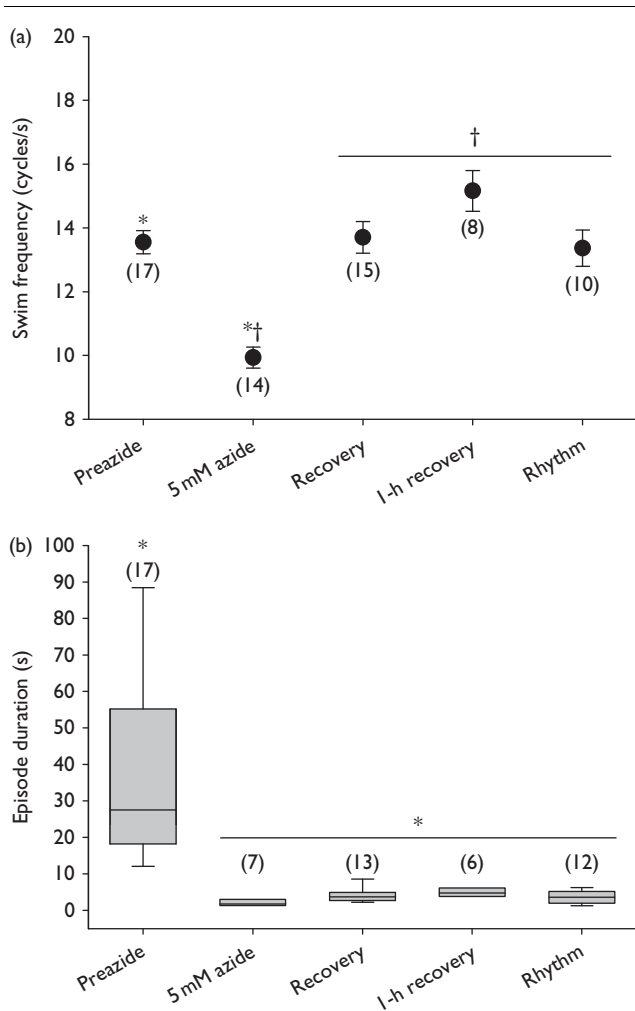 (a)
20
18
16
14
12
10
8
Swim frequency (cycles/s)
*
(17)
*†
(14)
(15)
†
(8)
(10)
Preazide
5 mM azide
Recovery
1-h recovery
Rhythm
(b)
100
90
80
70
60
50
40
30
20
10
0
Episode duration (s)
*
(17)
*
(7)
(13)
(6)
(12)
Preazide
5 mM azide
Recovery
1-h recovery
Rhythm